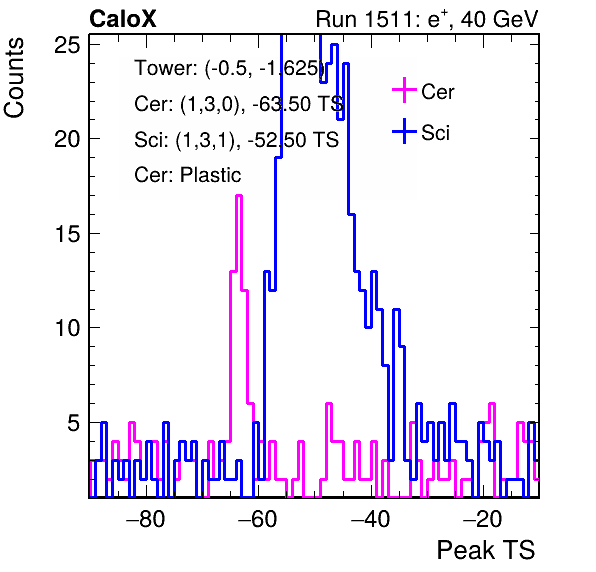 CaloX Run 1511: e+, 40 GeV
Counts
25
20
15
10
5
Tower: (-0.5, -1.625)
Cer: (1,3,0), -63.50 TS
Sci: (1,3,1), -52.50 TS
Cer: Plastic
Cer
Sci
−80 −60 −40 −20
Peak TS